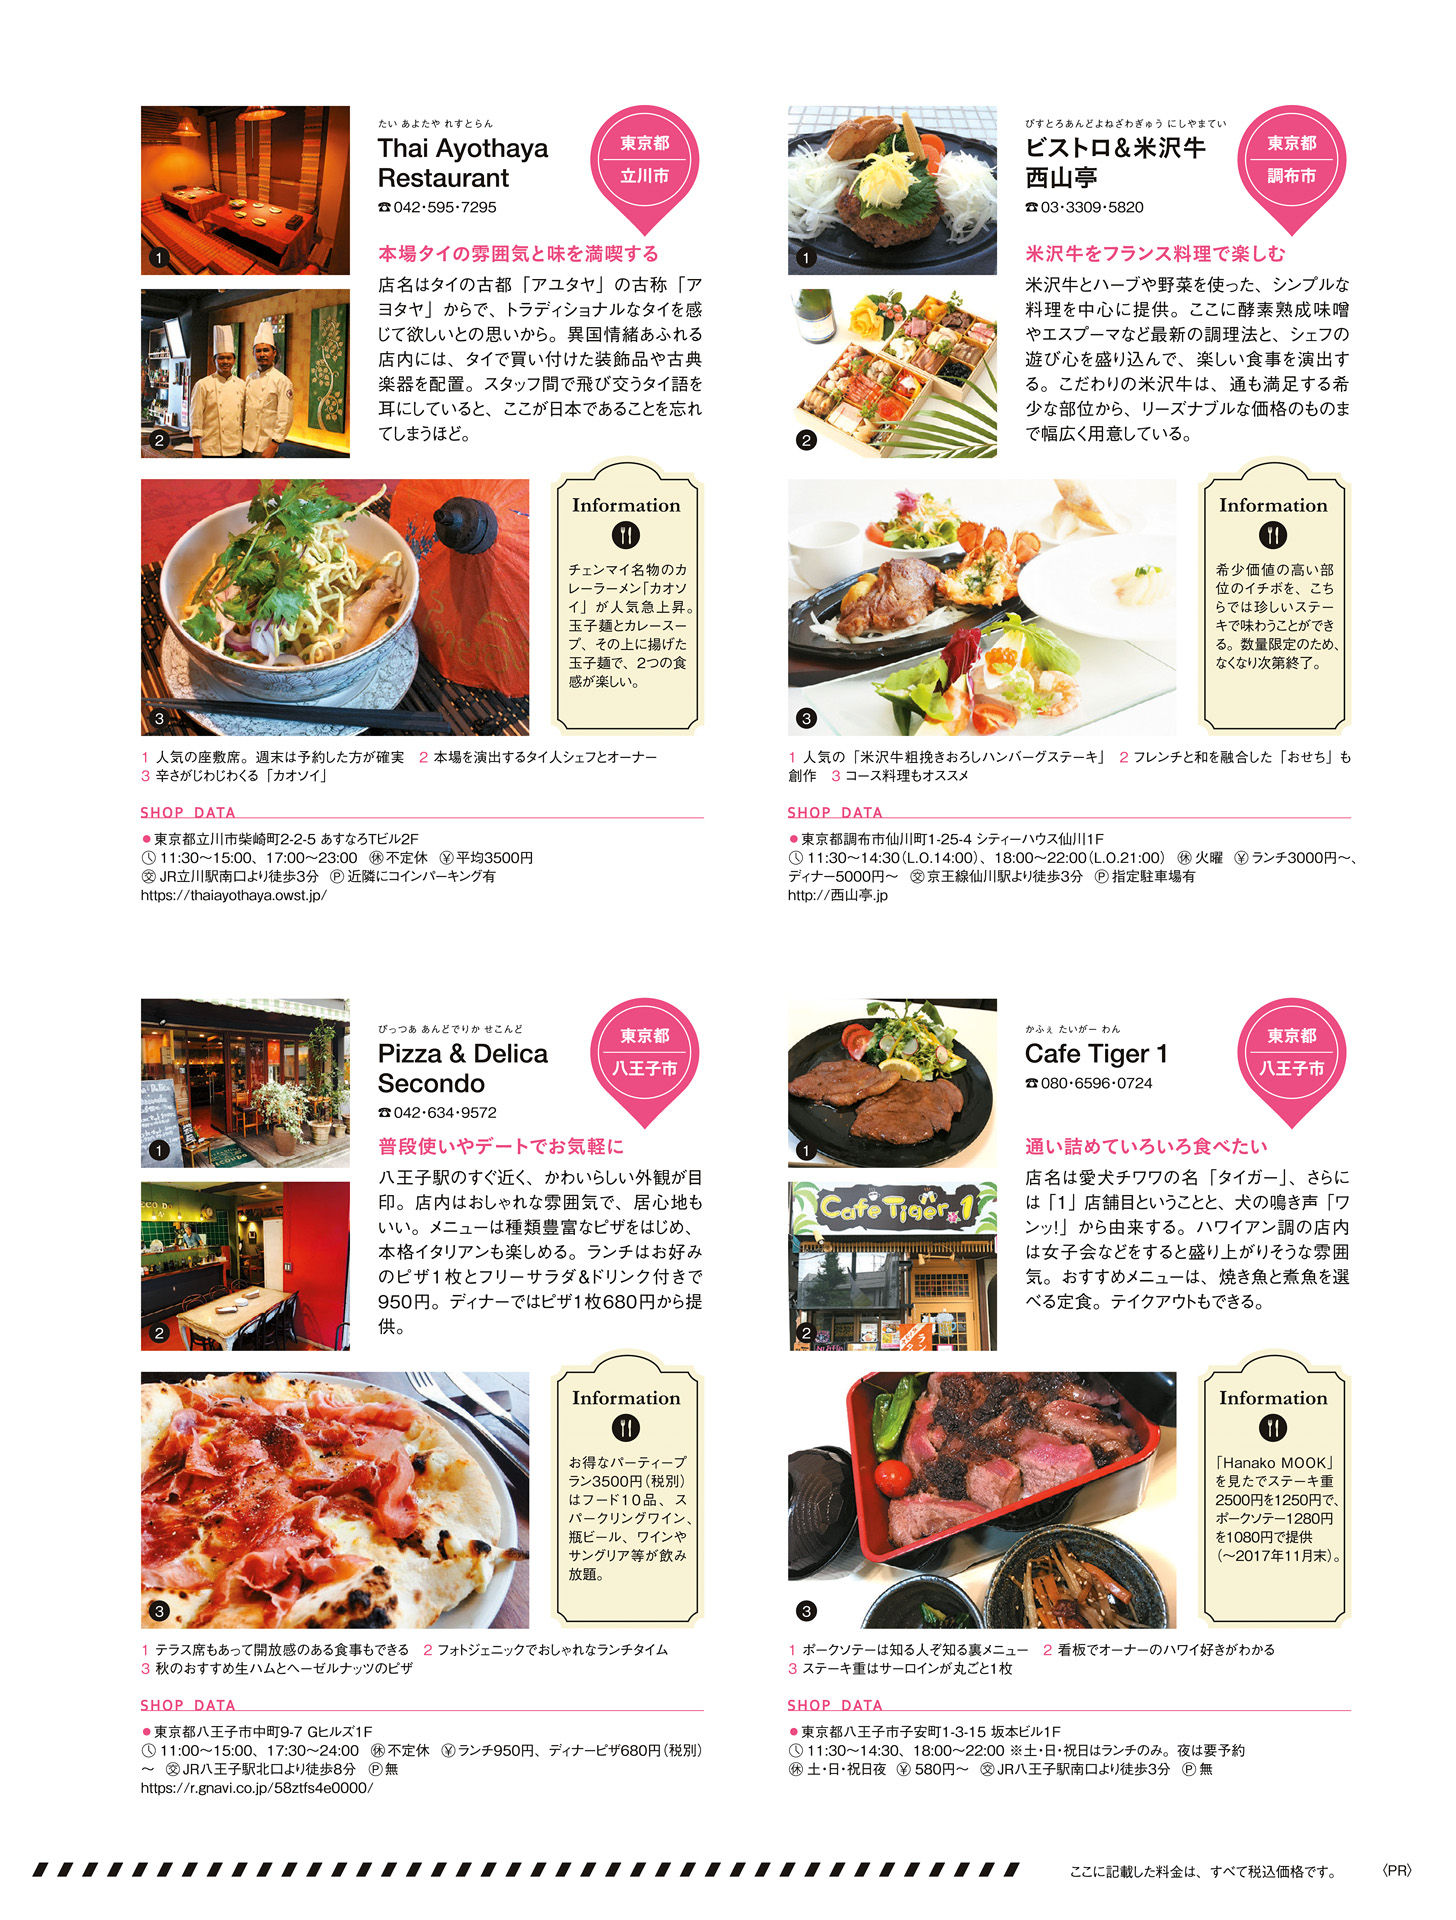 たい あよたや れすとらん
Thai Ayothaya
Restaurant
☎042・595・7295
東京都
立川市
本場タイの雰囲気と味を満喫する
店名はタイの古都「アユタヤ」の古称「ア
ヨタヤ」からで、トラディショナルなタイを感
じて欲しいとの思いから。異国情緒あふれる
店内には、タイで買い付けた装飾品や古典
楽器を配置。スタッフ間で飛び交うタイ語を
耳にしていると、ここが日本であることを忘れ
てしまうほど。
1
2
3
Information
チェンマイ名物のカ
レーラーメン「カオソ
イ」が人気急上昇。
玉子麺とカレースー
プ、その上に揚げた
玉子麺で、2つの食
感が楽しい。
1 人気の座敷席。週末は予約した方が確実 2 本場を演出するタイ人シェフとオーナー
3 辛さがじわじわくる「カオソイ」
SHOP DATA
●東京都立川市柴崎町2-2-5 あすなろTビル2F
11:30〜15:00、17:00〜23:00 ㊡不定休 ¥平均3500円
交JR立川駅南口より徒歩3分 Ⓟ近隣にコインパーキング有
https://thaiayothaya.owst.jp/
びすとろあんどよねざわぎゅう にしやまてい
ビストロ&米沢牛
西山亭
☎03・3309・5820
東京都
調布市
米沢牛をフランス料理で楽しむ
米沢牛とハーブや野菜を使った、シンプルな
料理を中心に提供。ここに酵素熟成味噌
やエスプーマなど最新の調理法と、シェフの
遊び心を盛り込んで、楽しい食事を演出す
る。こだわりの米沢牛は、通も満足する希
少な部位から、リーズナブルな価格のものま
で幅広く用意している。
1
2
3
Information
希少価値の高い部
位のイチボを、こち
らでは珍しいステー
キで味わうことができ
る。数量限定のため、
なくなり次第終了。
1 人気の「米沢牛粗挽きおろしハンバーグステーキ」 2 フレンチと和を融合した「おせち」も
創作 3 コース料理もオススメ
SHOP DATA
●東京都調布市仙川町1-25-4 シティーハウス仙川1F
11:30〜14:30（L.O.14:00）、18:00〜22:00（L.O.21:00） ㊡火曜 ¥ランチ3000円〜、
ディナー5000円〜 交京王線仙川駅より徒歩3分 Ⓟ指定駐車場有
http://西山亭.jp
ぴっつあ あんどでりか せこんど
Pizza & Delica
Secondo
☎042・634・9572
東京都
八王子市
普段使いやデートでお気軽に
八王子駅のすぐ近く、かわいらしい外観が目
印。店内はおしゃれな雰囲気で、居心地も
いい。メニューは種類豊富なピザをはじめ、
本格イタリアンも楽しめる。ランチはお好み
のピザ1枚とフリーサラダ&ドリンク付きで
950円。ディナーではピザ1枚680円から提
供。
1
2
3
Information
お得なパーティープ
ラン3500円（税別）
はフード10品、ス
パークリングワイン、
瓶ビール、ワインや
サングリア等が飲み
放題。
1 テラス席もあって開放感のある食事もできる 2 フォトジェニックでおしゃれなランチタイム
3 秋のおすすめ生ハムとヘーゼルナッツのピザ
SHOP DATA
●東京都八王子市中町9-7 Gヒルズ1F
11:00〜15:00、17:30〜24:00 ㊡不定休 ¥ランチ950円、ディナーピザ680円（税別）
〜 交JR八王子駅北口より徒歩8分 Ⓟ無
https://r.gnavi.co.jp/58ztfs4e0000/
かふぇ たいがー わん
Cafe Tiger 1
☎080・6596・0724
東京都
八王子市
通い詰めていろいろ食べたい
店名は愛犬チワワの名「タイガー」、さらに
は「1」店舗目ということと、犬の鳴き声「ワ
ンッ!」から由来する。ハワイアン調の店内
は女子会などをすると盛り上がりそうな雰囲
気。おすすめメニューは、焼き魚と煮魚を選
べる定食。テイクアウトもできる。
1
Cafe Tiger 1
2
3
Information
「Hanako MOOK」
を見たでステーキ重
2500円を1250円で、
ポークソテー1280円
を1080円で提供
（〜2017年11月末）。
1 ポークソテーは知る人ぞ知る裏メニュー 2 看板でオーナーのハワイ好きがわかる
3 ステーキ重はサーロインが丸ごと1枚
SHOP DATA
●東京都八王子市子安町1-3-15 坂本ビル1F
11:30〜14:30、18:00〜22:00 ※土・日・祝日はランチのみ。夜は要予約
㊡土・日・祝日夜 ¥580円〜 交JR八王子駅南口より徒歩3分 Ⓟ無
ここに記載した料金は、すべて税込価格です。
〈PR〉